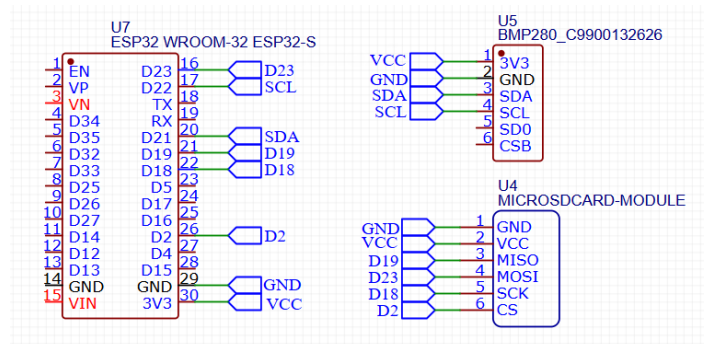 U7
ESP32 WROOM-32 ESP32-S
1 EN D23 16 D23
2 VP D22 17 SCL
3 VN TX 18
4 D34 RX 19
5 D35 D21 20 SDA
6 D32 D19 21 D19
7 D33 D18 22 D18
8 D25 D5 23
9 D26 D17 24
10 D27 D16 25
11 D14 D2 26 D2
12 D12 D4 27
13 D13 D15 28
14 GND GND 29 GND
15 VIN 3V3 30 VCC
U5
BMP280_C9900132626
VCC 1 3V3
GND 2 GND
SDA 3 SDA
SCL 4 SCL
5 SD0
6 CSB
U4
MICROSDCARD-MODULE
GND 1 GND
VCC 2 VCC
D19 3 MISO
D23 4 MOSI
D18 5 SCK
D2 6 CS